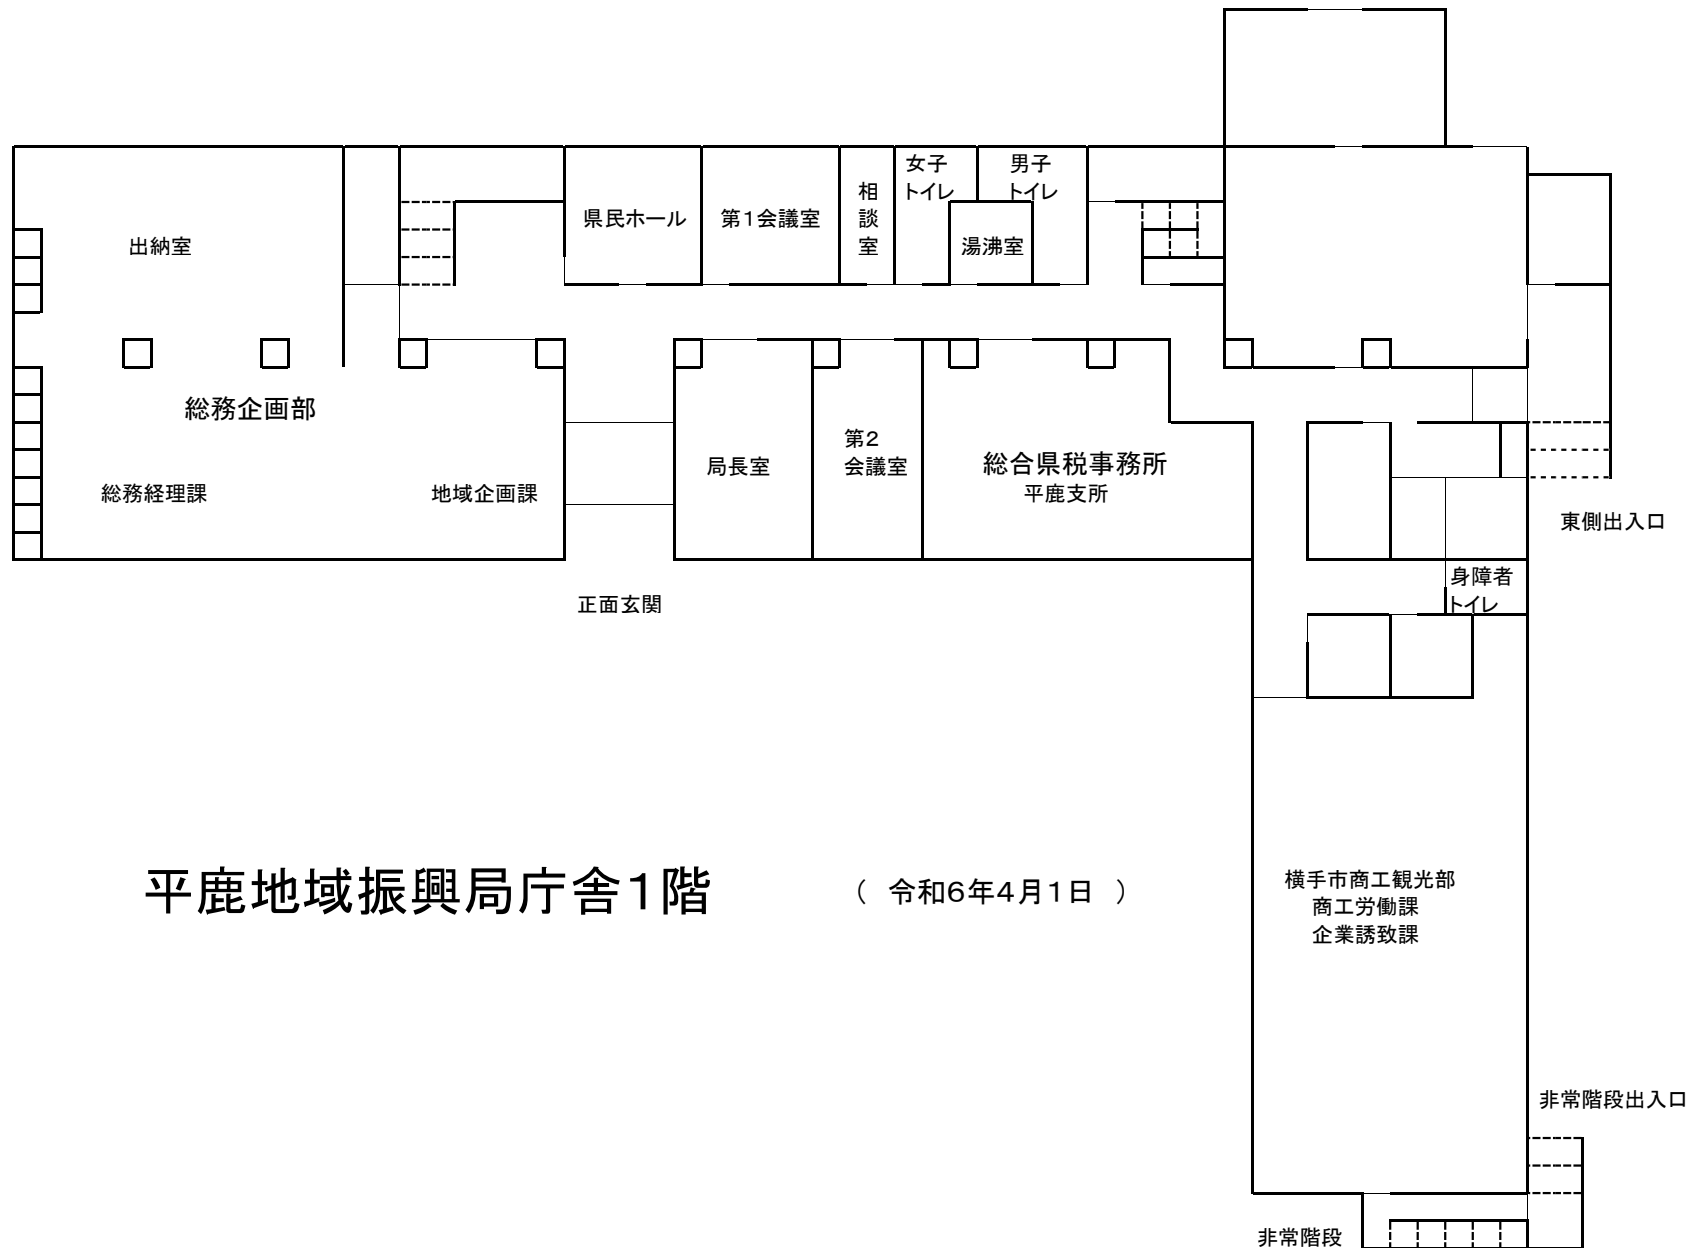 女子
トイレ
男子
トイレ
県民ホール
第1会議室
相
談
室
出納室
湯沸室
総務企画部
第2
会議室
局長室
総合県税事務所
平鹿支所
総務経理課
地域企画課
東側出入口
正面玄関
身障者
トイレ
平鹿地域振興局庁舎1階
（　令和6年4月1日　）
横手市商工観光部
商工労働課
企業誘致課
非常階段出入口
非常階段